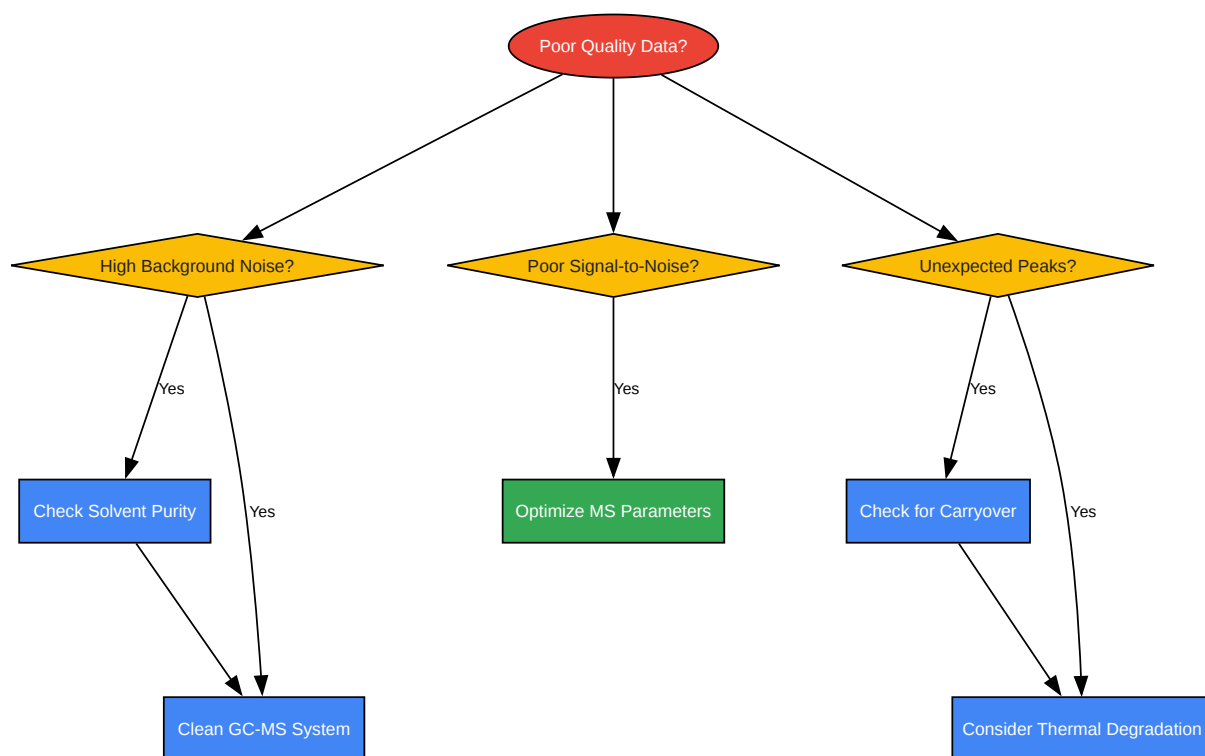 Poor Quality Data?
High Background Noise?
Poor Signal-to-Noise?
Unexpected Peaks?
Yes
Yes
Yes
Check Solvent Purity
Yes
Optimize MS Parameters
Check for Carryover
Yes
Clean GC-MS System
Consider Thermal Degradation